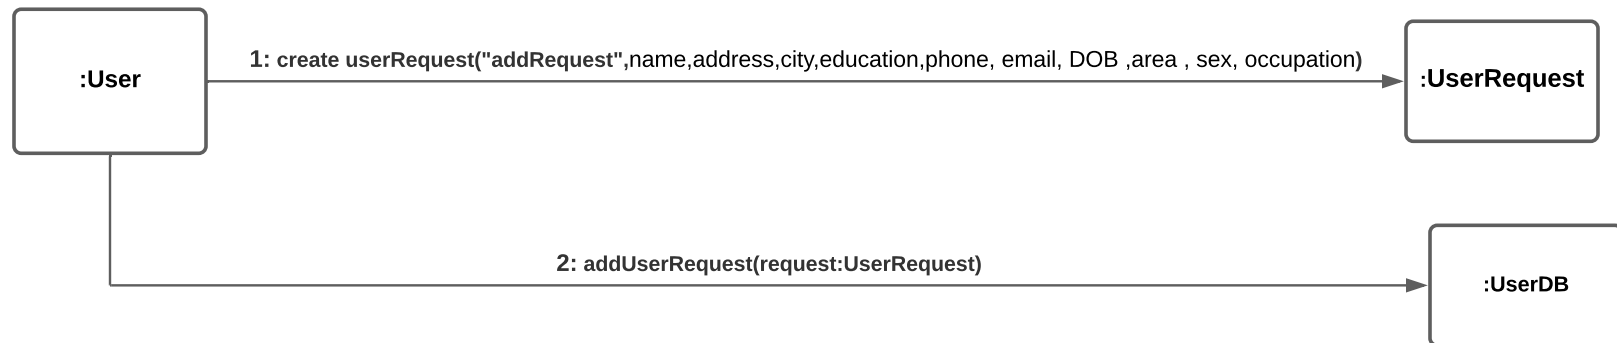 :User
1: create userRequest("addRequest",name,address,city,education,phone, email, DOB ,area , sex, occupation)
:UserRequest
2: addUserRequest(request:UserRequest)
:UserDB